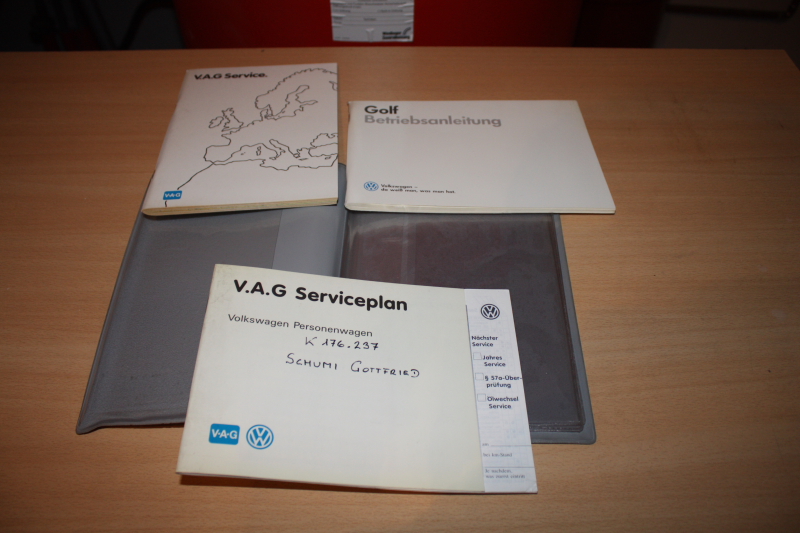 V.A.G Service.
V·A·G
Golf
Betriebsanleitung
Volkswagen –
da weiß man, was man hat.
V.A.G Serviceplan
Volkswagen Personenwagen
K 176.237
SCHUMI GOTTFRIED
V·A·G
Nächster
Service
Jahres
Service
§ 57a-Über-
prüfung
Ölwechsel
Service